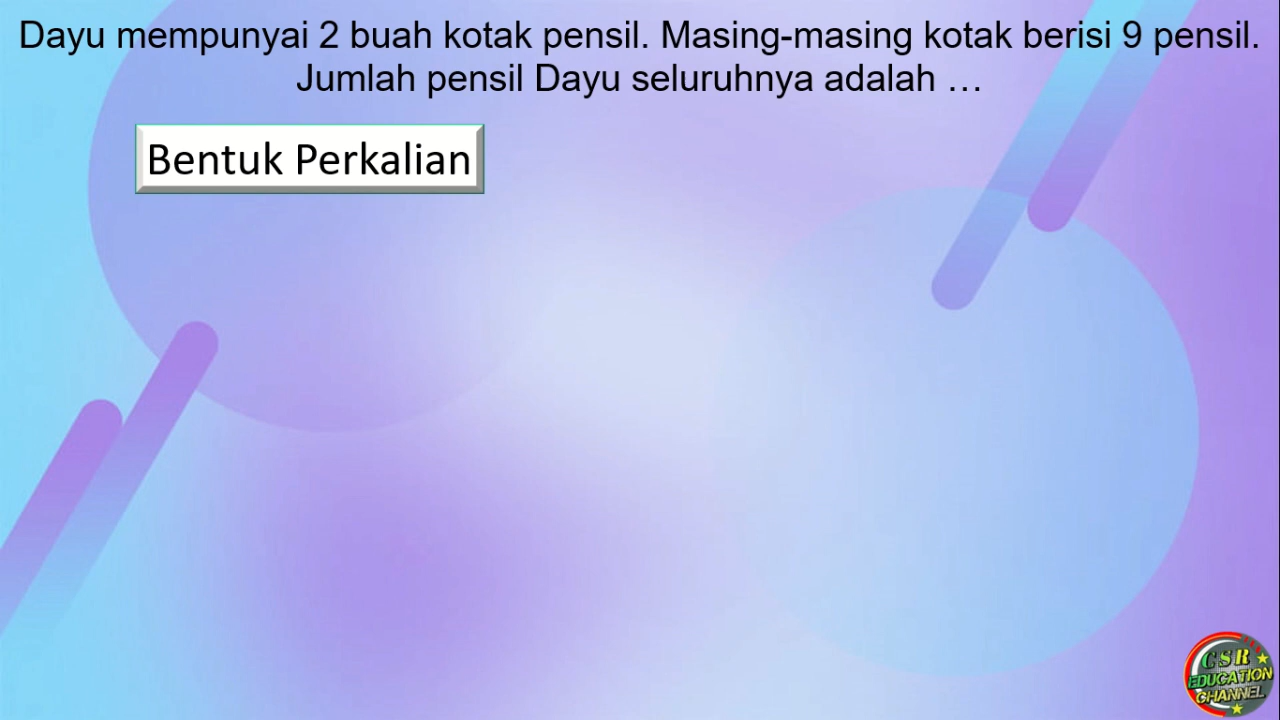 Dayu mempunyai 2 buah kotak pensil. Masing-masing kotak berisi 9 pensil.
Jumlah pensil Dayu seluruhnya adalah …
Bentuk Perkalian
CSR
EDUCATION
CHANNEL